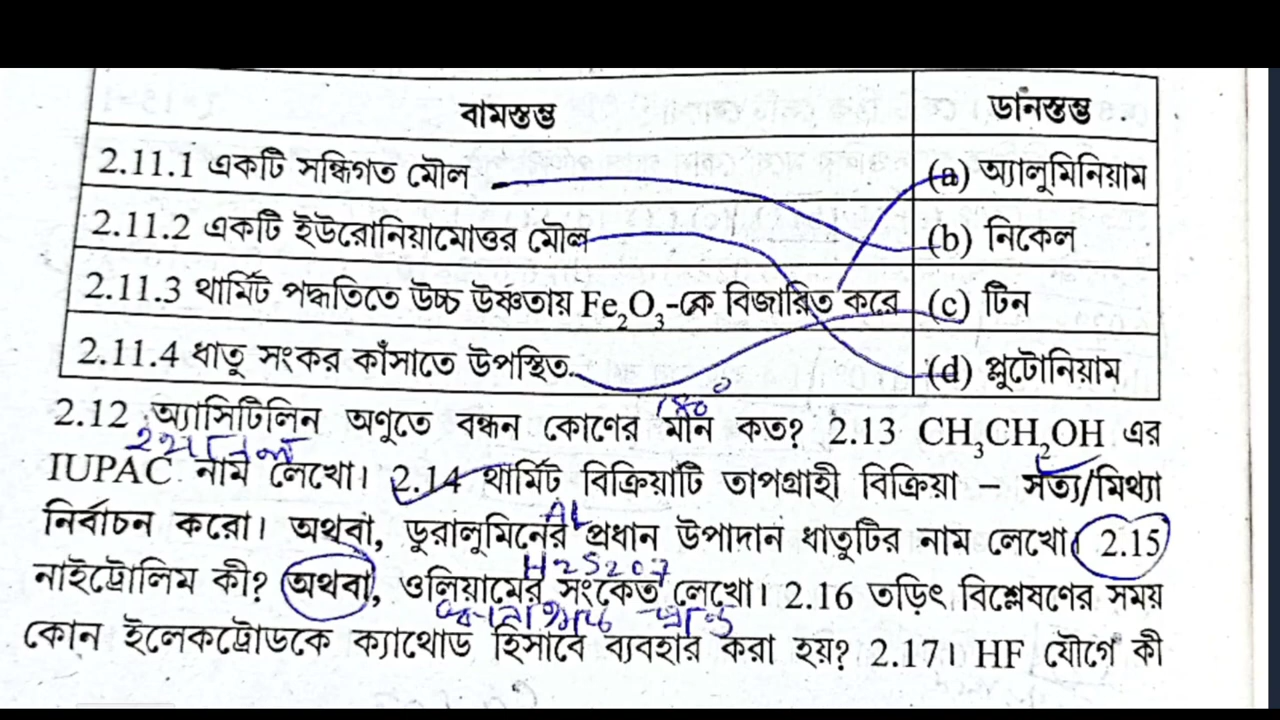 বামস্তম্ভ ডানস্তম্ভ
2.11.1 একটি সন্ধিগত মৌল (a) অ্যালুমিনিয়াম
2.11.2 একটি ইউরোনিয়ামোত্তর মৌল (b) নিকেল
2.11.3 থার্মিট পদ্ধতিতে উচ্চ উষ্ণতায় Fe₂O₃-কে বিজারিত করে (c) টিন
2.11.4 ধাতু সংকর কাঁসাতে উপস্থিত (d) প্লুটোনিয়াম
180°
2.12 অ্যাসিটিলিন অণুতে বন্ধন কোণের মান কত? 2.13 CH₃CH₂OH এর
IUPAC নাম লেখো। 2.14 থার্মিট বিক্রিয়াটি তাপগ্রাহী বিক্রিয়া – সত্য/মিথ্যা
AL
নির্বাচন করো। অথবা, ডুরালুমিনের প্রধান উপাদান ধাতুটির নাম লেখো। 2.15
H2S2O7
নাইট্রোলিম কী? অথবা, ওলিয়ামের সংকেত লেখো। 2.16 তড়িৎ বিশ্লেষণের সময়
কোন ইলেকট্রোডকে ক্যাথোড হিসাবে ব্যবহার করা হয়? 2.17। HF যৌগে কী